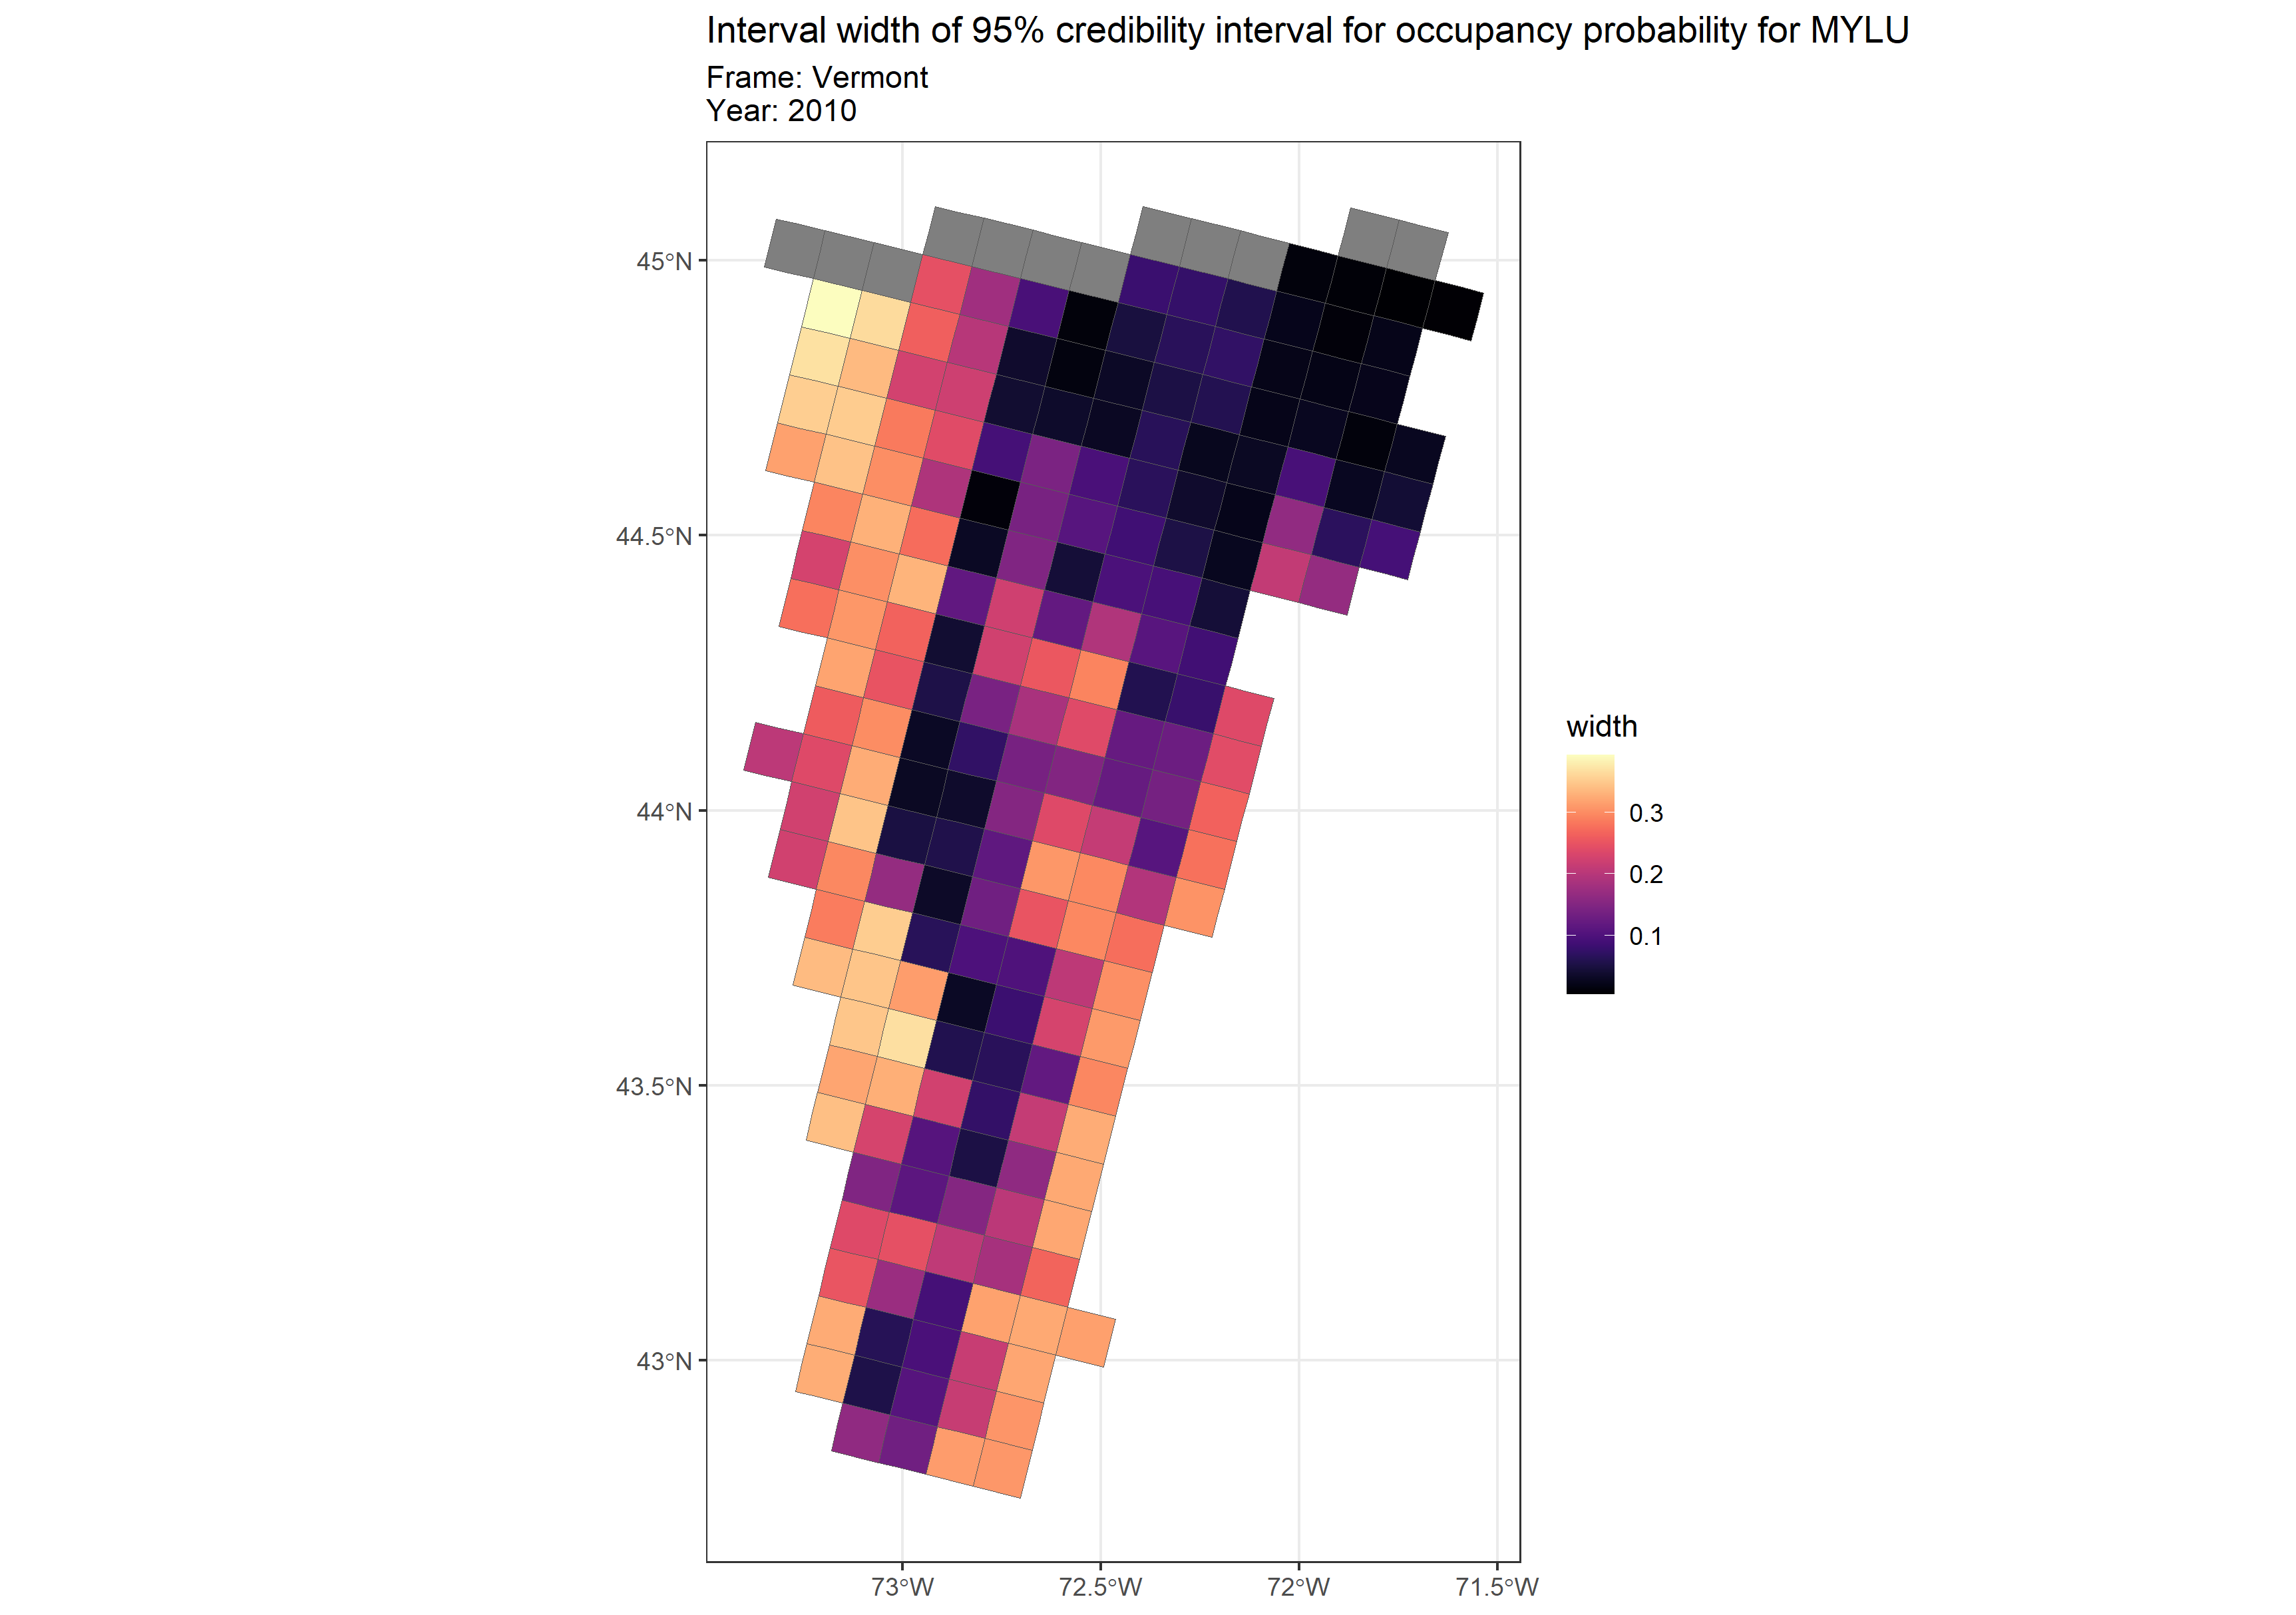 Interval width of 95% credibility interval for occupancy probability for MYLU
Frame: Vermont
Year: 2010
45°N
44.5°N
44°N
43.5°N
43°N
73°W
72.5°W
72°W
71.5°W
width
0.3
0.2
0.1